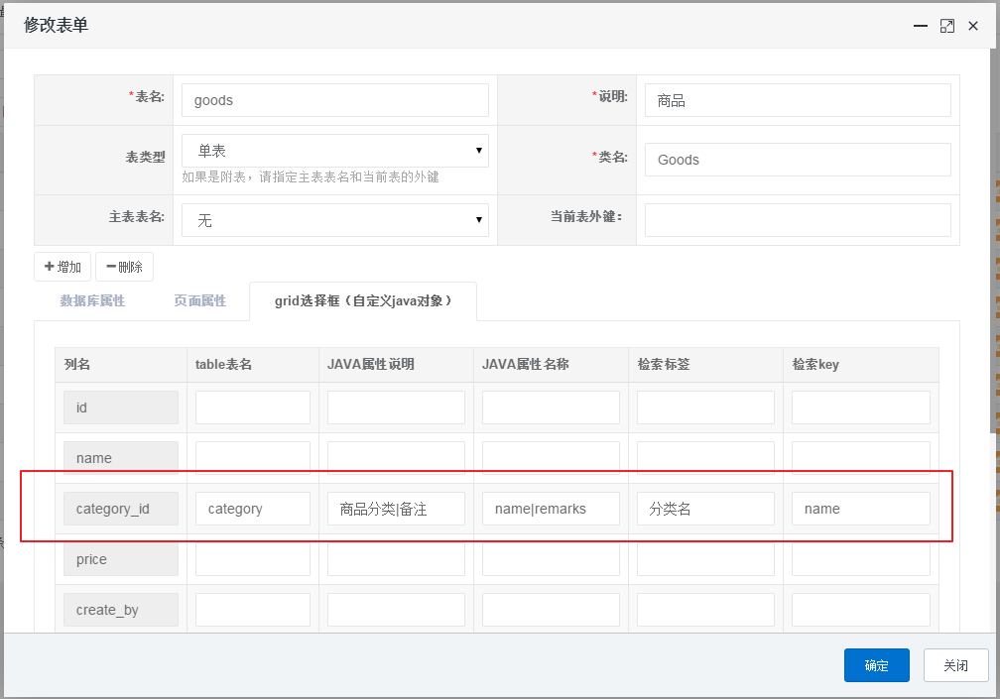 修改表单
*表名: goods *说明: 商品
表类型 单表 *类名: Goods
如果是附表，请指定主表表名和当前表的外键
主表表名: 无 当前表外键：
增加 删除
数据库属性 页面属性 grid选择框（自定义java对象）
列名 table表名 JAVA属性说明 JAVA属性名称 检索标签 检索key
id
name
category_id category 商品分类|备注 name|remarks 分类名 name
price
create_by
确定 关闭